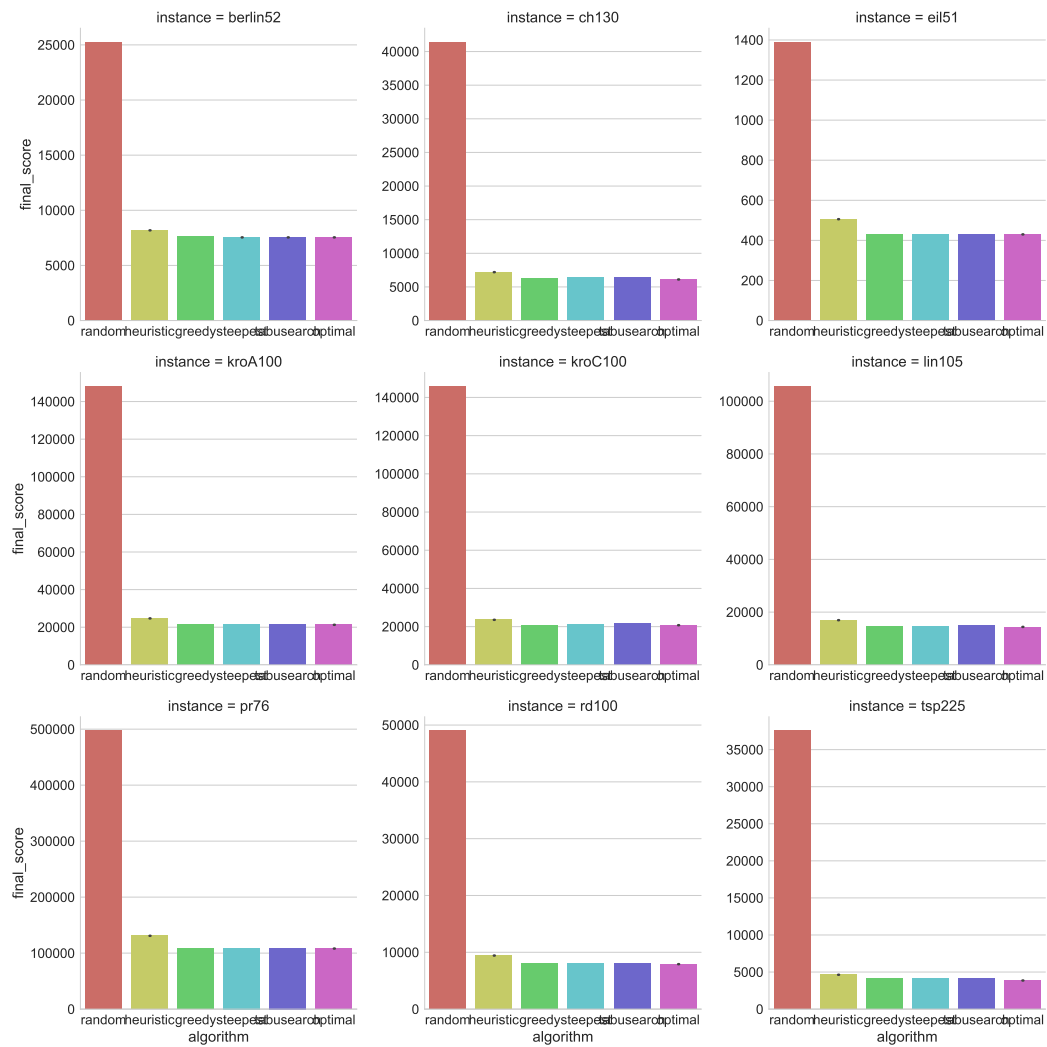 instance = berlin52
instance = ch130
instance = eil51
25000
20000
15000
10000
5000
0
final_score
40000
35000
30000
25000
20000
15000
10000
5000
0
1400
1200
1000
800
600
400
200
0
random heuristic greedy steepest tabusearch optimal
random heuristic greedy steepest tabusearch optimal
random heuristic greedy steepest tabusearch optimal
instance = kroA100
instance = kroC100
instance = lin105
140000
120000
100000
80000
60000
40000
20000
0
final_score
140000
120000
100000
80000
60000
40000
20000
0
100000
80000
60000
40000
20000
0
random heuristic greedy steepest tabusearch optimal
random heuristic greedy steepest tabusearch optimal
random heuristic greedy steepest tabusearch optimal
instance = pr76
instance = rd100
instance = tsp225
500000
400000
300000
200000
100000
0
final_score
50000
40000
30000
20000
10000
0
35000
30000
25000
20000
15000
10000
5000
0
random heuristic greedy steepest tabusearch optimal
random heuristic greedy steepest tabusearch optimal
random heuristic greedy steepest tabusearch optimal
algorithm
algorithm
algorithm